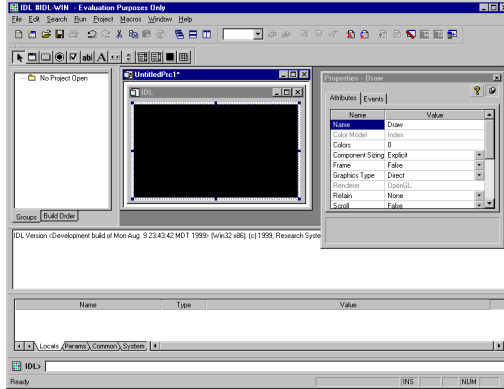 IDL #IDL-WIN - Evaluation Purposes Only
File Edit Search Run Project Macros Window Help
No Project Open
Groups Build Order
UntitledPrc1*
IDL
Properties - Draw
Attributes Events
Name Value
Name Draw
Color Model Index
Colors 0
Component Sizing Explicit
Frame False
Graphics Type Direct
Renderer OpenGL
Retain None
Scroll False
IDL Version <Development build of Mon Aug 9 23:43:42 MDT 1999> (Win32 x86). (c) 1999, Research Syste
Name Type Value
Locals Params Common System
IDL>
Ready INS NUM